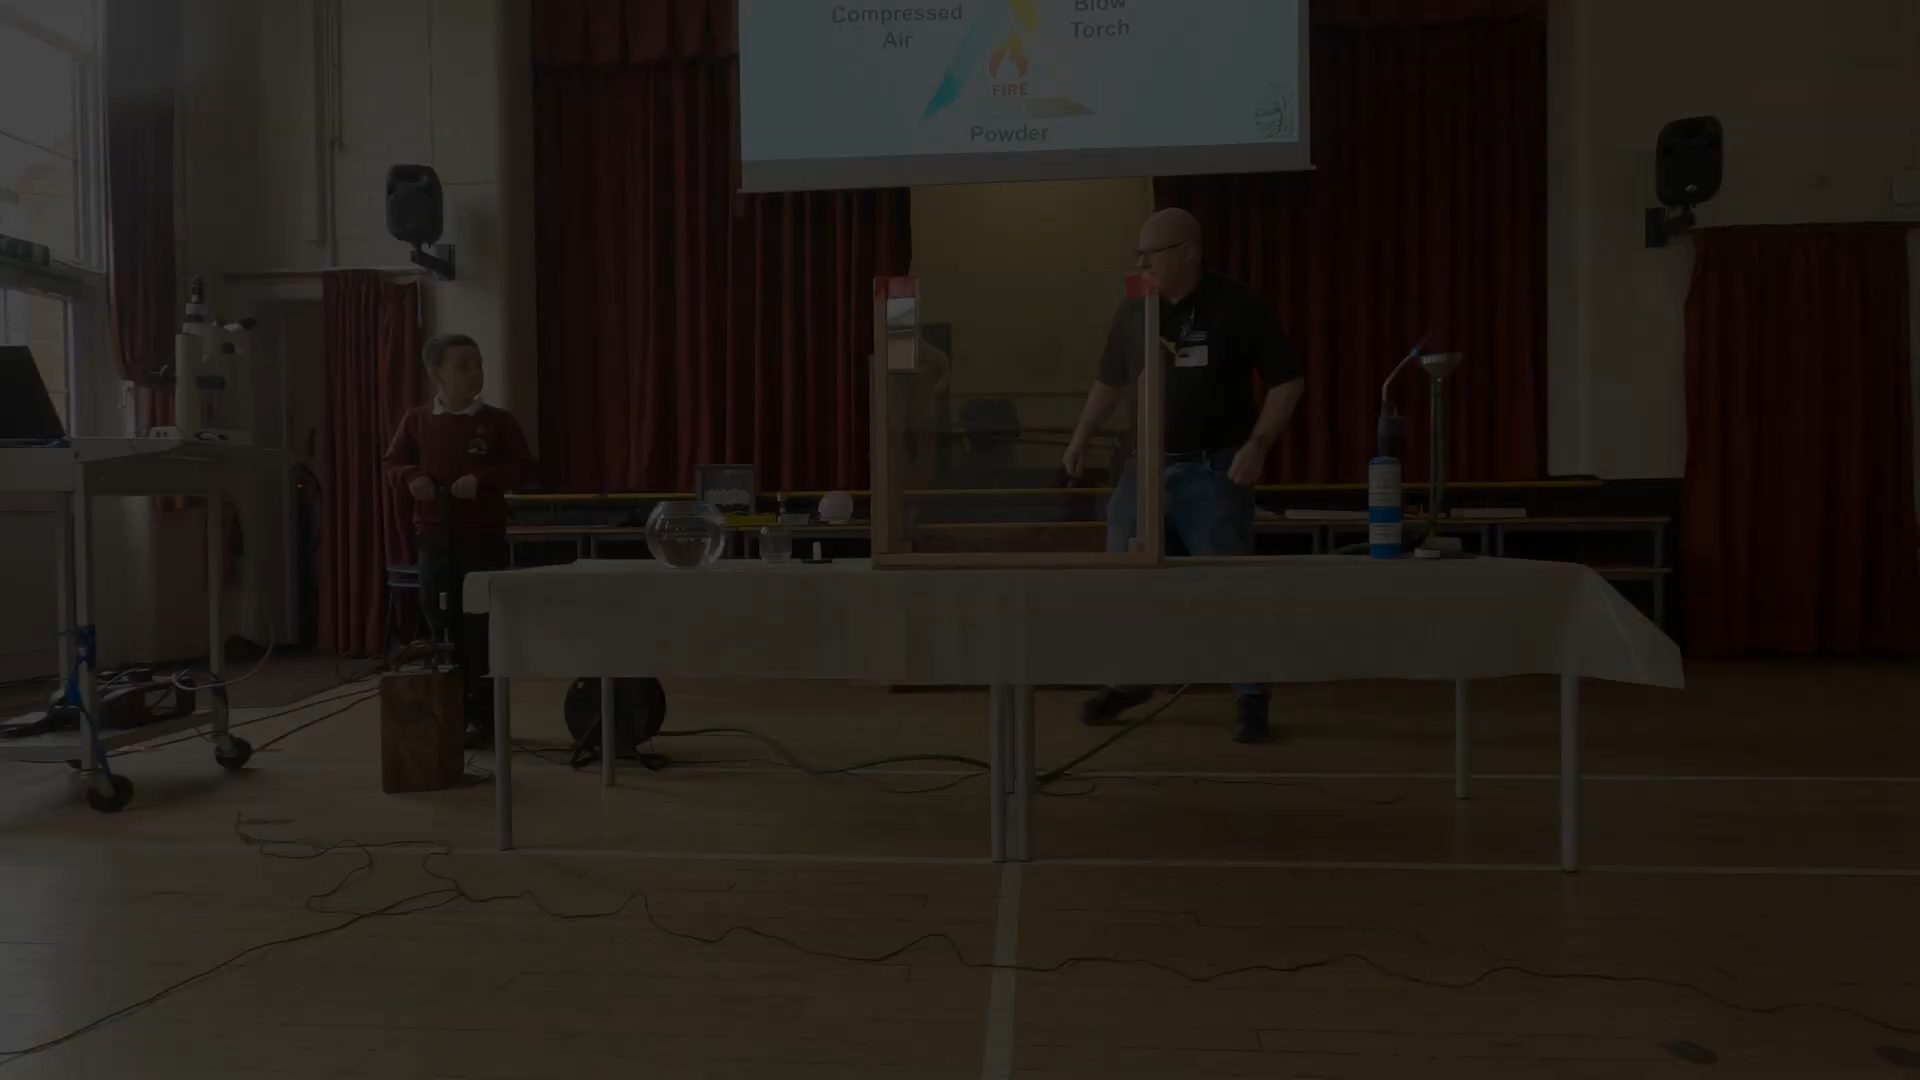 Compressed
Air
Blow
Torch
FIRE
Powder